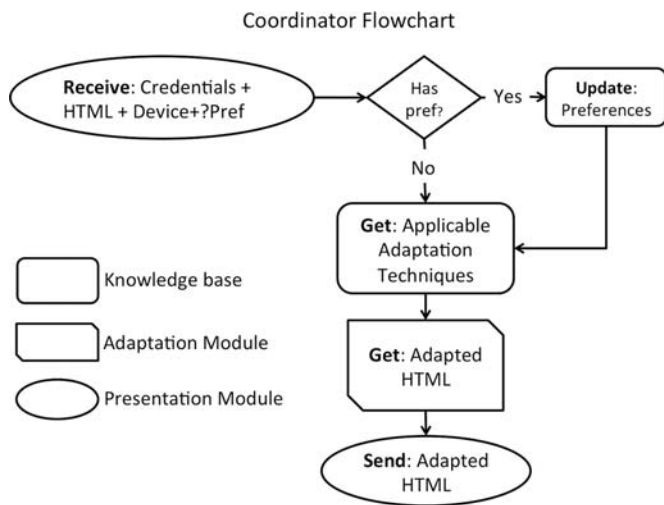 Coordinator Flowchart
Receive: Credentials +
HTML + Device+?Pref
Has
pref?
Yes
Update:
Preferences
No
Get: Applicable
Adaptation
Techniques
Knowledge base
Adaptation Module
Get: Adapted
HTML
Presentation Module
Send: Adapted
HTML